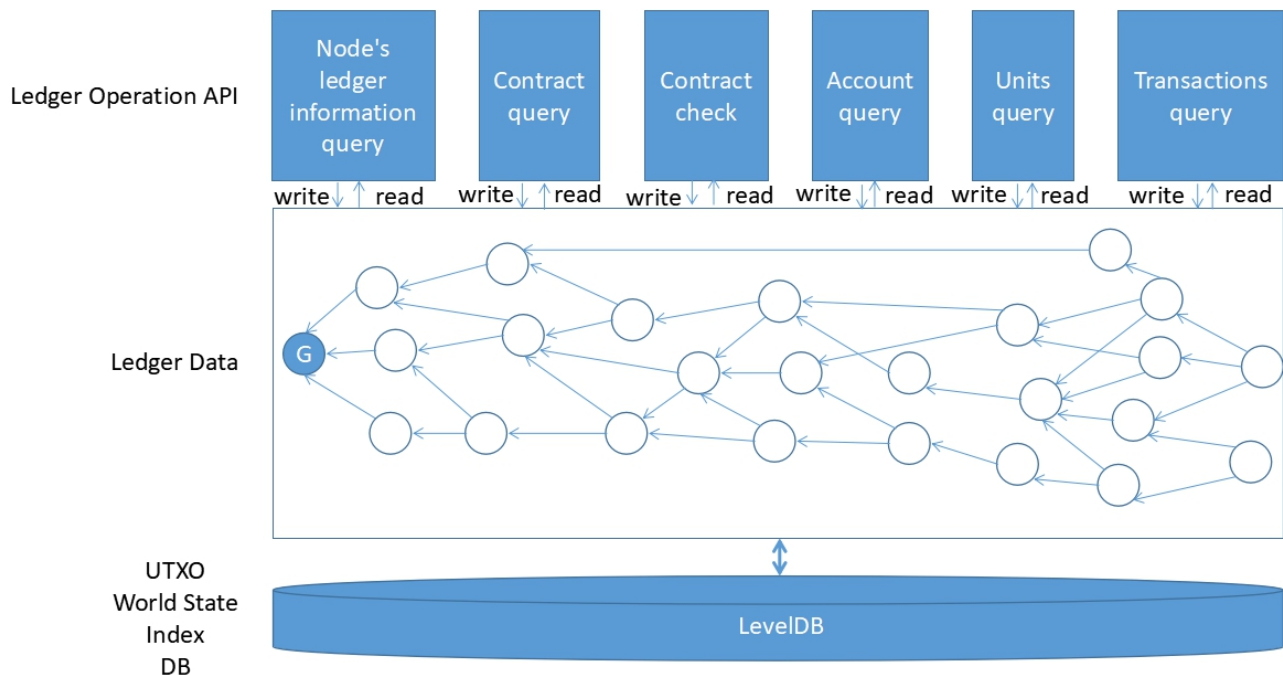 Ledger Operation API
Node's
ledger
information
query
Contract
query
Contract
check
Account
query
Units
query
Transactions
query
write read
write read
write read
write read
write read
write read
Ledger Data
G
UTXO
World State
Index
DB
LevelDB